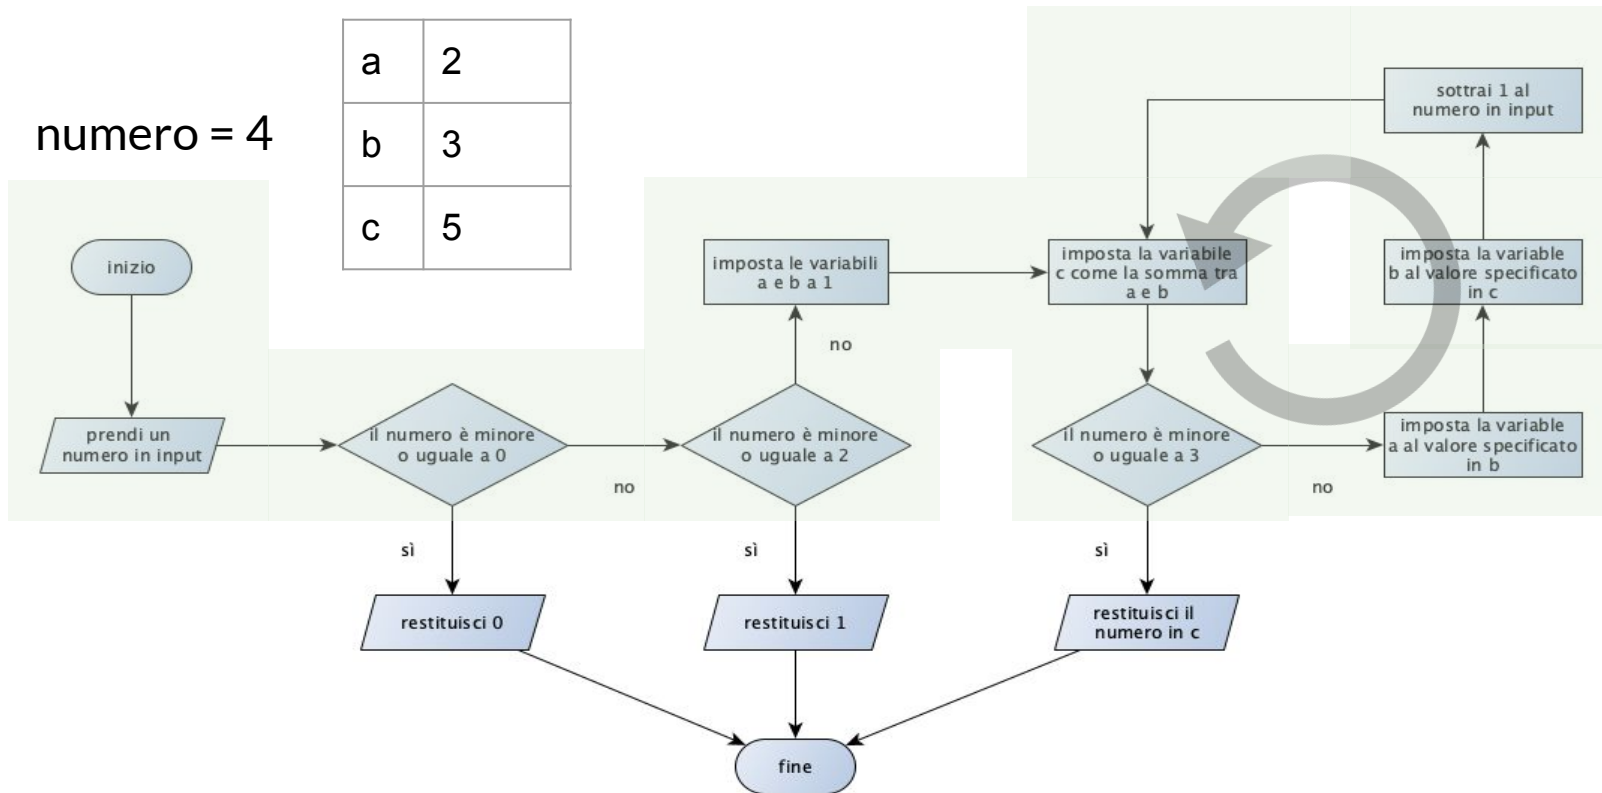 numero = 4
a 2
b 3
c 5
inizio
prendi un
numero in input
il numero è minore
o uguale a 0
no
sì
restituisci 0
il numero è minore
o uguale a 2
no
sì
restituisci 1
imposta le variabili
a e b a 1
imposta la variabile
c come la somma tra
a e b
il numero è minore
o uguale a 3
no
sì
restituisci il
numero in c
imposta la variable
a al valore specificato
in b
imposta la variable
b al valore specificato
in c
sottrai 1 al
numero in input
fine